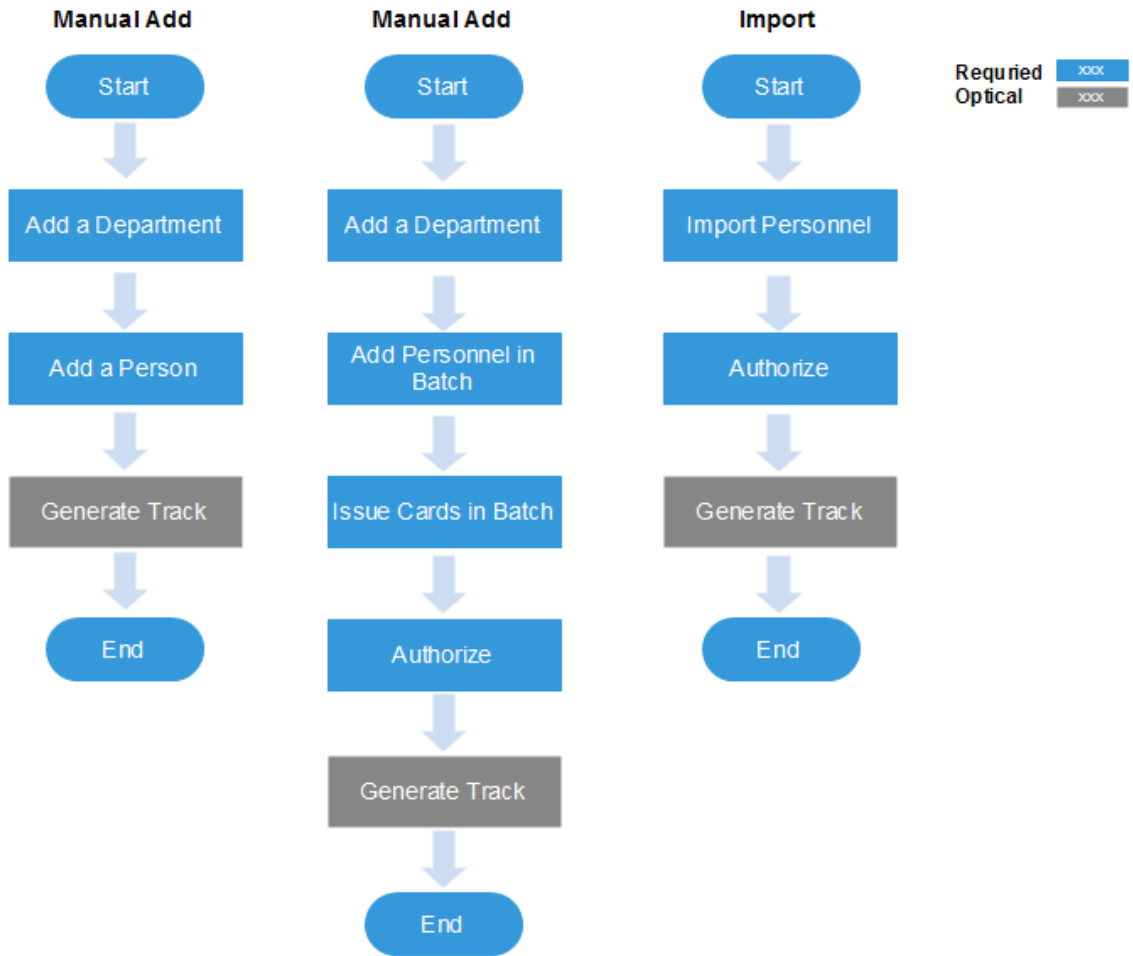 Manual Add
Start
Add a Department
Add a Person
Generate Track
End
Manual Add
Start
Add a Department
Add Personnel in
Batch
Issue Cards in Batch
Authorize
Generate Track
End
Import
Start
Import Personnel
Authorize
Generate Track
End
Requried xxx
Optical xxx